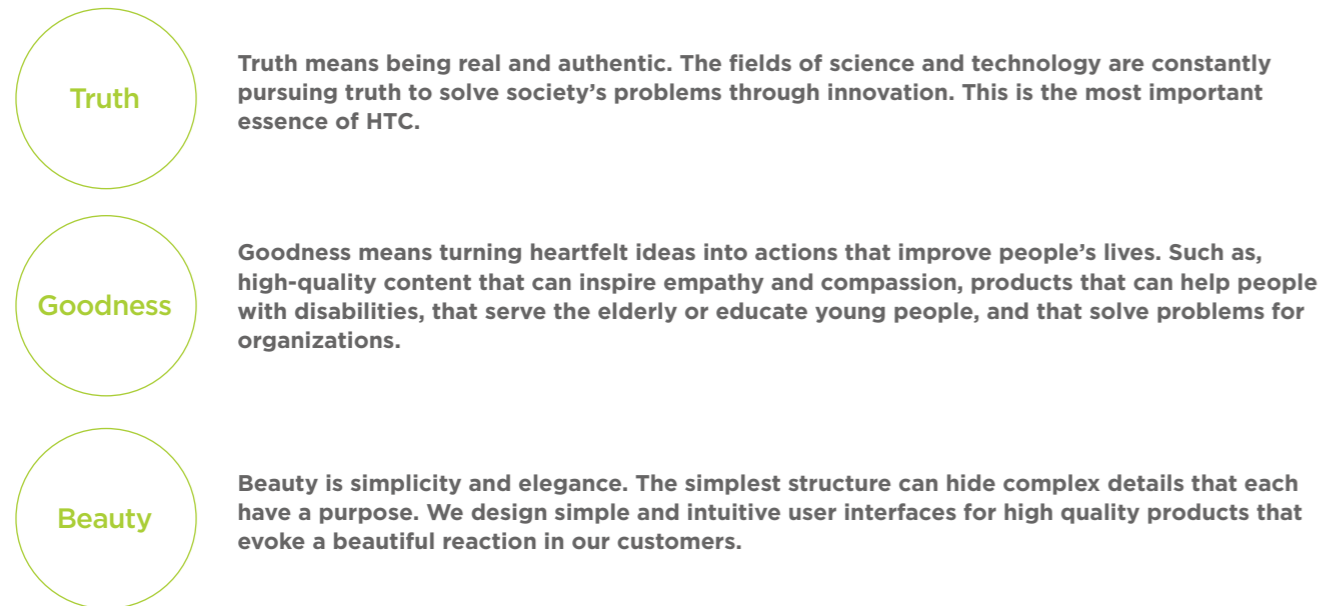 Truth
Truth means being real and authentic. The fields of science and technology are constantly
pursuing truth to solve society’s problems through innovation. This is the most important
essence of HTC.
Goodness
Goodness means turning heartfelt ideas into actions that improve people’s lives. Such as,
high-quality content that can inspire empathy and compassion, products that can help people
with disabilities, that serve the elderly or educate young people, and that solve problems for
organizations.
Beauty
Beauty is simplicity and elegance. The simplest structure can hide complex details that each
have a purpose. We design simple and intuitive user interfaces for high quality products that
evoke a beautiful reaction in our customers.